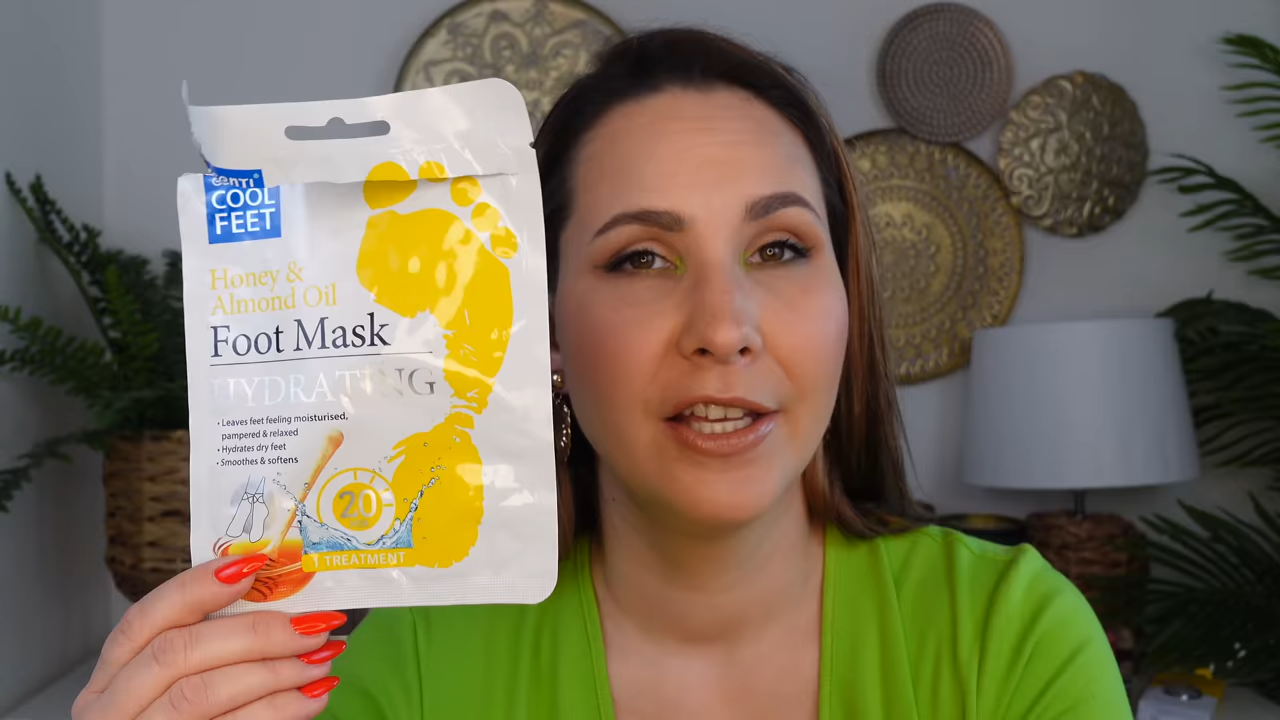 COOL
FEET
Honey &
Almond Oil
Foot Mask
HYDRATING
• Leaves feet feeling moisturised,
pampered & relaxed
• Hydrates dry feet
• Smoothes & softens
20
1 TREATMENT